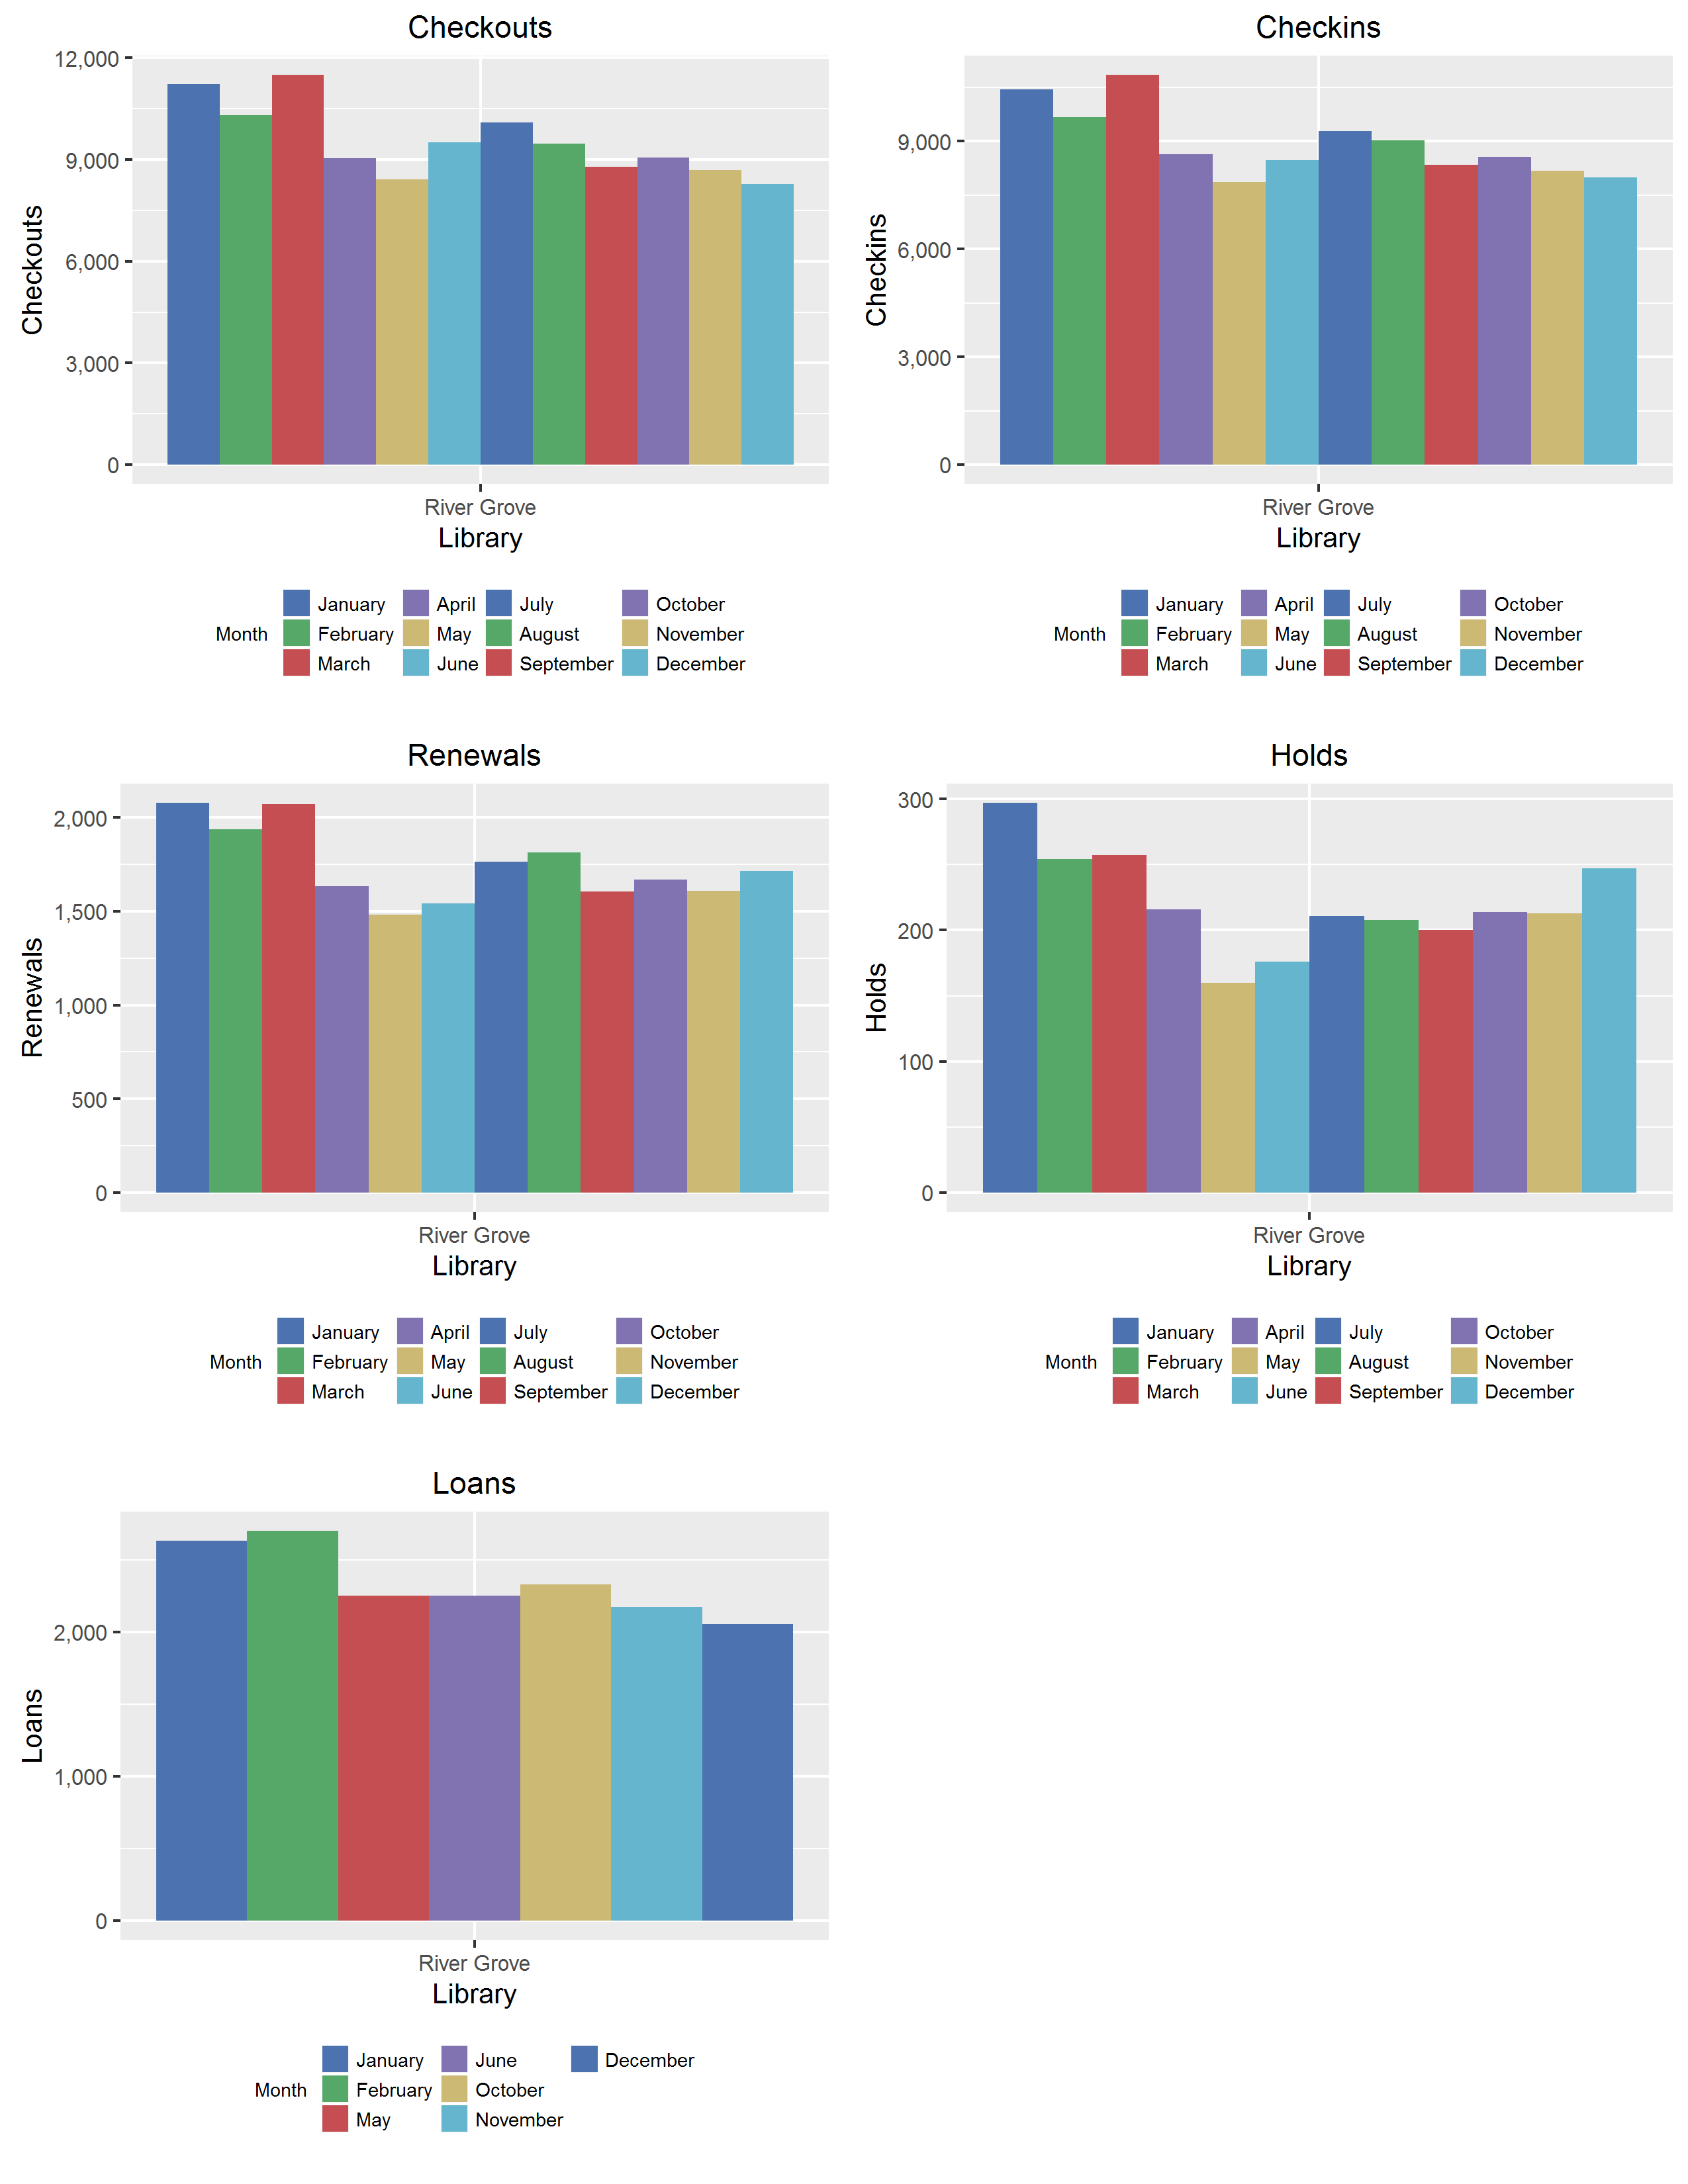 Checkouts
12,000
9,000
6,000
3,000
0
Checkouts
River Grove
Library
Month
January April July October
February May August November
March June September December
Checkins
9,000
6,000
3,000
0
Checkins
River Grove
Library
Month
January April July October
February May August November
March June September December
Renewals
2,000
1,500
1,000
500
0
Renewals
River Grove
Library
Month
January April July October
February May August November
March June September December
Holds
300
200
100
0
Holds
River Grove
Library
Month
January April July October
February May August November
March June September December
Loans
2,000
1,000
0
Loans
River Grove
Library
Month
January June December
February October
May November